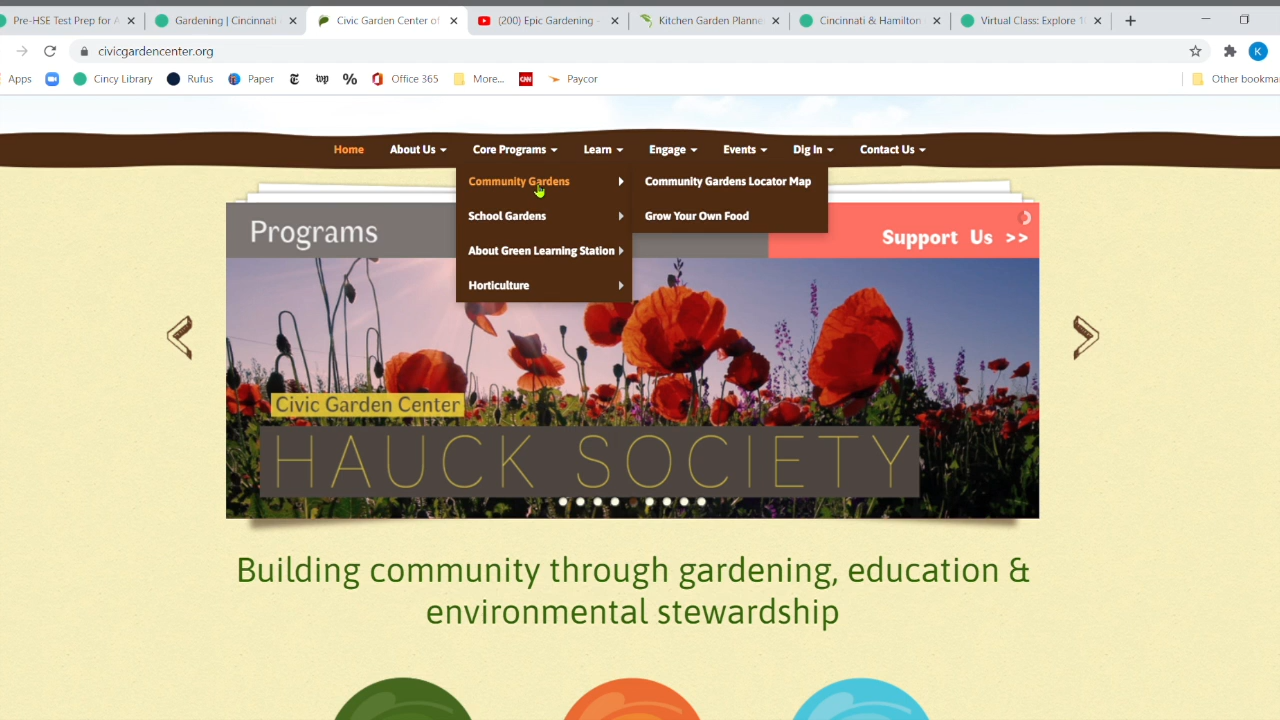 Pre-HSE Test Prep for A
Gardening | Cincinnati
Civic Garden Center of
(200) Epic Gardening -
Kitchen Garden Planne
Cincinnati & Hamilton
Virtual Class: Explore
civicgardencenter.org
K
Apps
Cincy Library
Rufus
Paper
Office 365
More...
CNN
Paycor
Other bookma
Home
About Us
Core Programs
Learn
Engage
Events
Dig In
Contact Us
Community Gardens
Community Gardens Locator Map
School Gardens
Grow Your Own Food
About Green Learning Station
Horticulture
Programs
Support Us >>
Civic Garden Center
HAUCK SOCIETY
Building community through gardening, education &
environmental stewardship